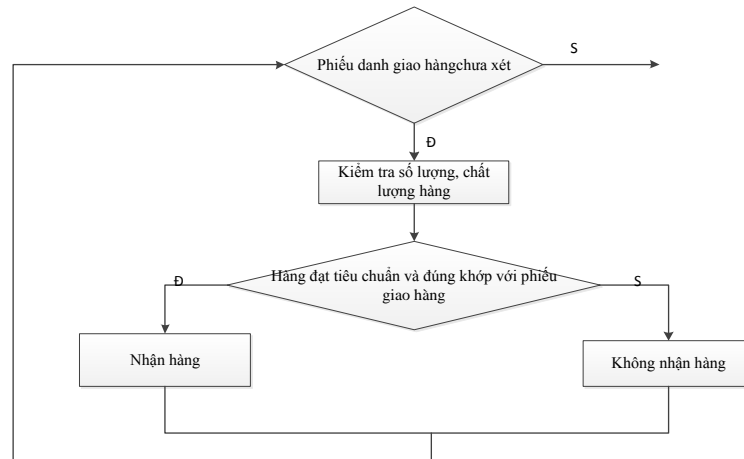 Phiếu danh giao hàngchưa xét
S
Đ
Kiểm tra số lượng, chất
lượng hàng
Hàng đạt tiêu chuẩn và đúng khớp với phiếu
giao hàng
Đ
S
Nhận hàng
Không nhận hàng